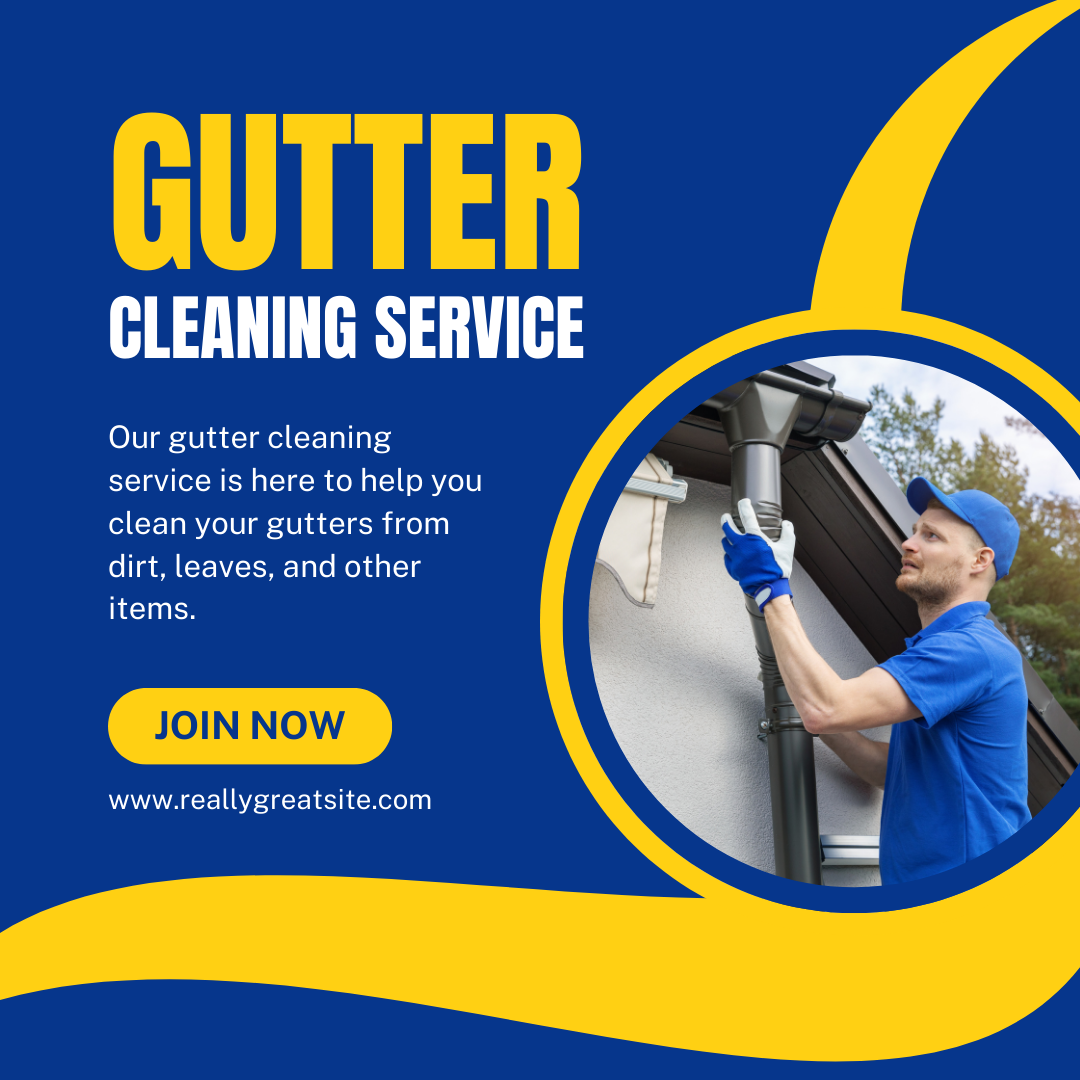 GUTTER
CLEANING SERVICE
Our gutter cleaning
service is here to help you
clean your gutters from
dirt, leaves, and other
items.
JOIN NOW
www.reallygreatsite.com